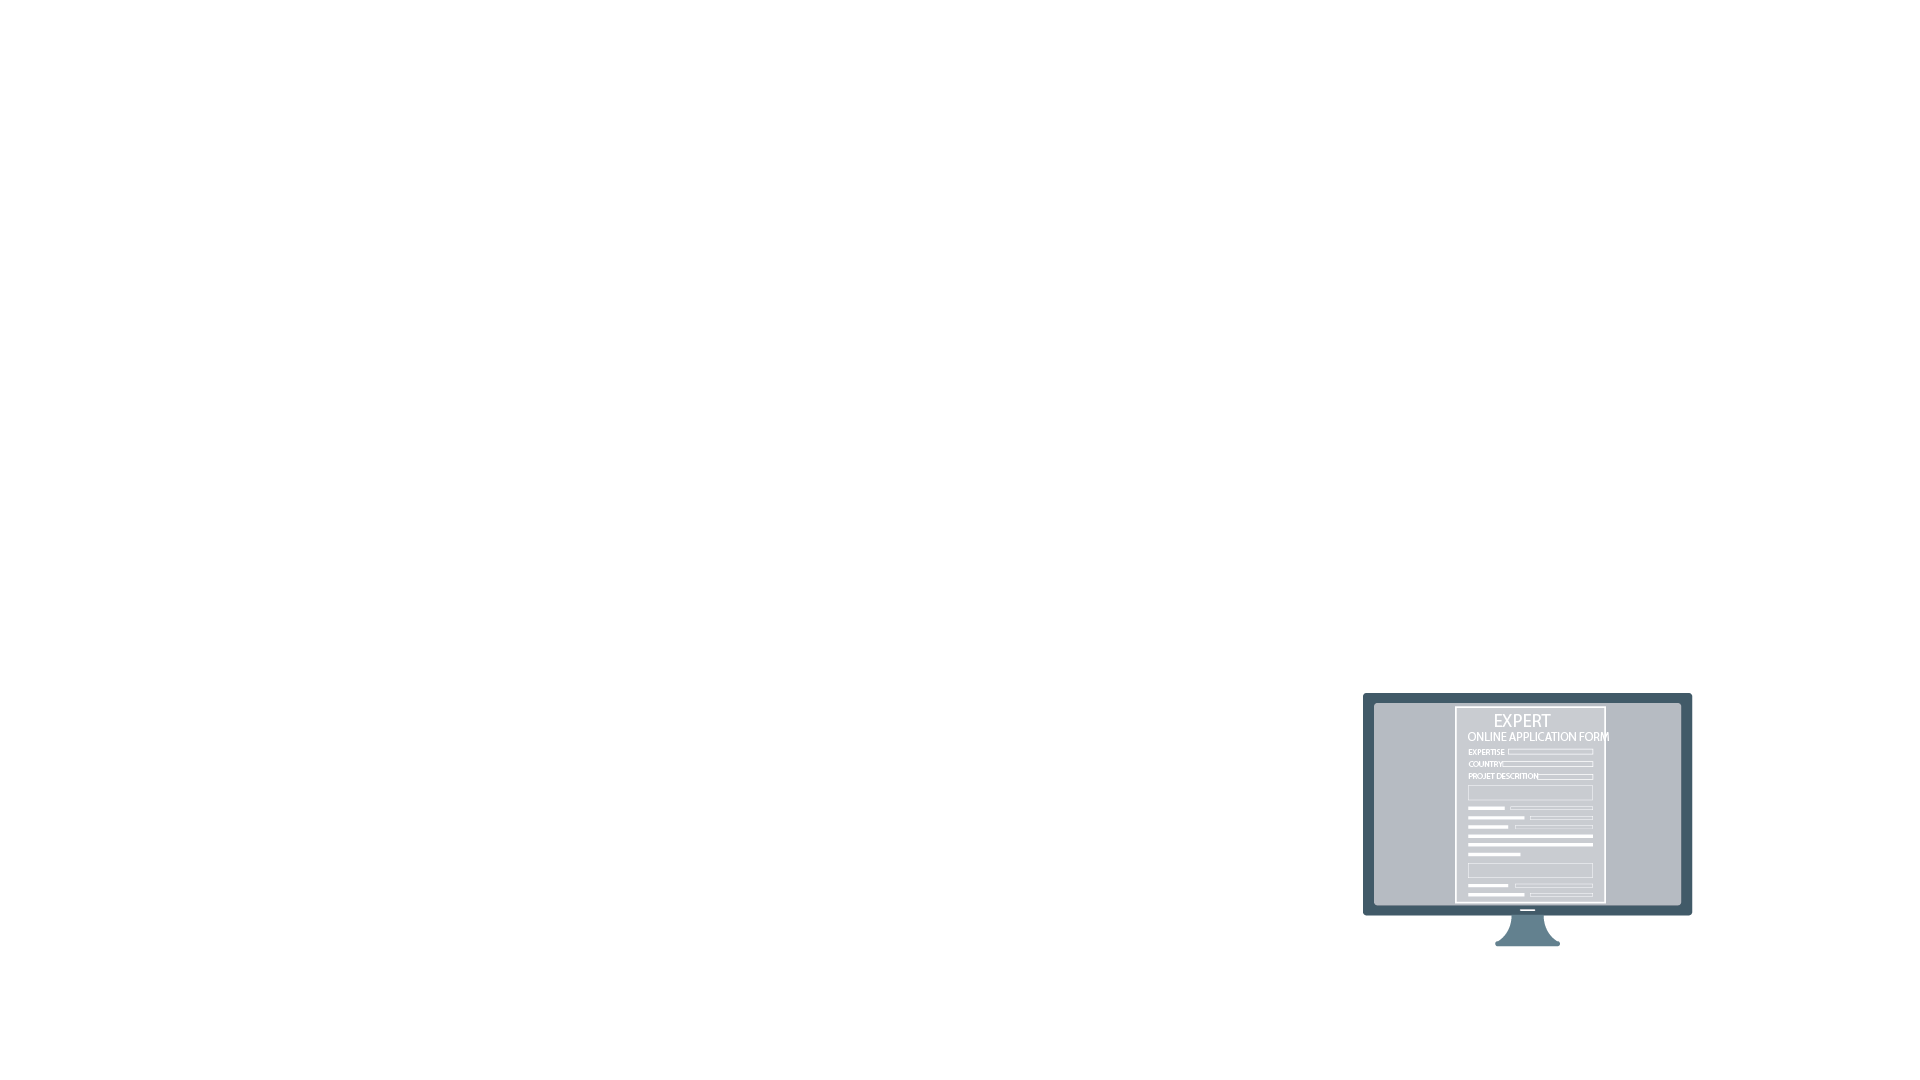 EXPERT
ONLINE APPLICATION FORM
EXPERTISE
COUNTRY
PROJET DESCRITION